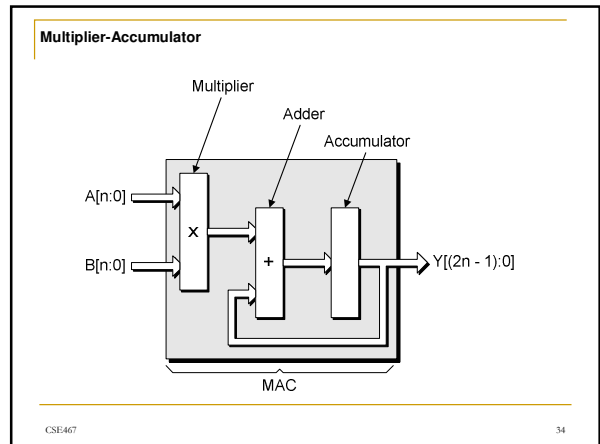 Multiplier-Accumulator
Multiplier
Adder
Accumulator
A[n:0]
x
B[n:0]
+
Y[(2n - 1):0]
MAC
CSE467
34